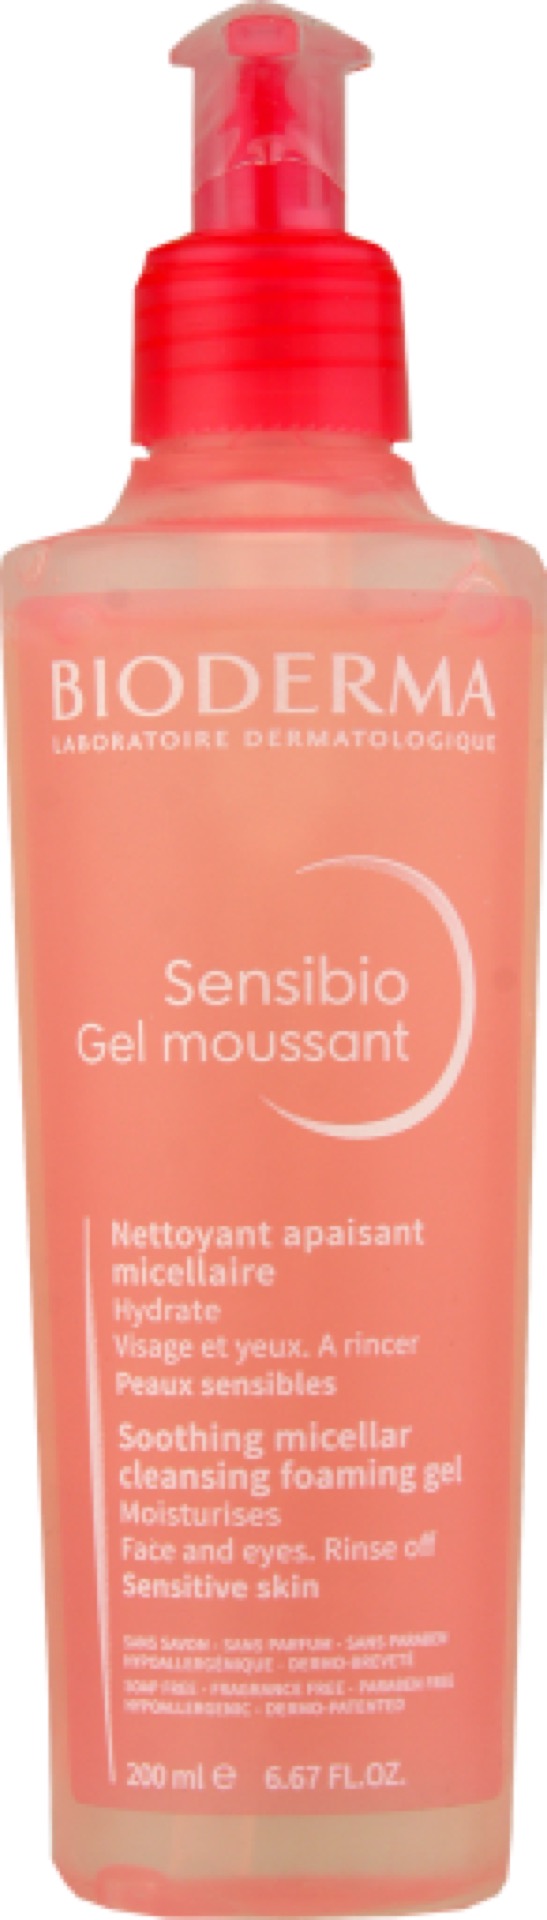 BIODERMA
LABORATOIRE DERMATOLOGIQUE
Sensibio
Gel moussant
Nettoyant apaisant
micellaire
Hydrate
Visage et yeux. A rincer
Peaux sensibles
Soothing micellar
cleansing foaming gel
Moisturises
Face and eyes. Rinse off
Sensitive skin
SANS SAVON - SANS PARFUM - SANS PARABEN
HYPOALLERGÉNIQUE - DERMO-BREVETÉ
SOAP FREE - FRAGRANCE FREE - PARABEN FREE
HYPOALLERGENIC - DERMO-PATENTED
200 ml ℮ 6.67 FL.OZ.